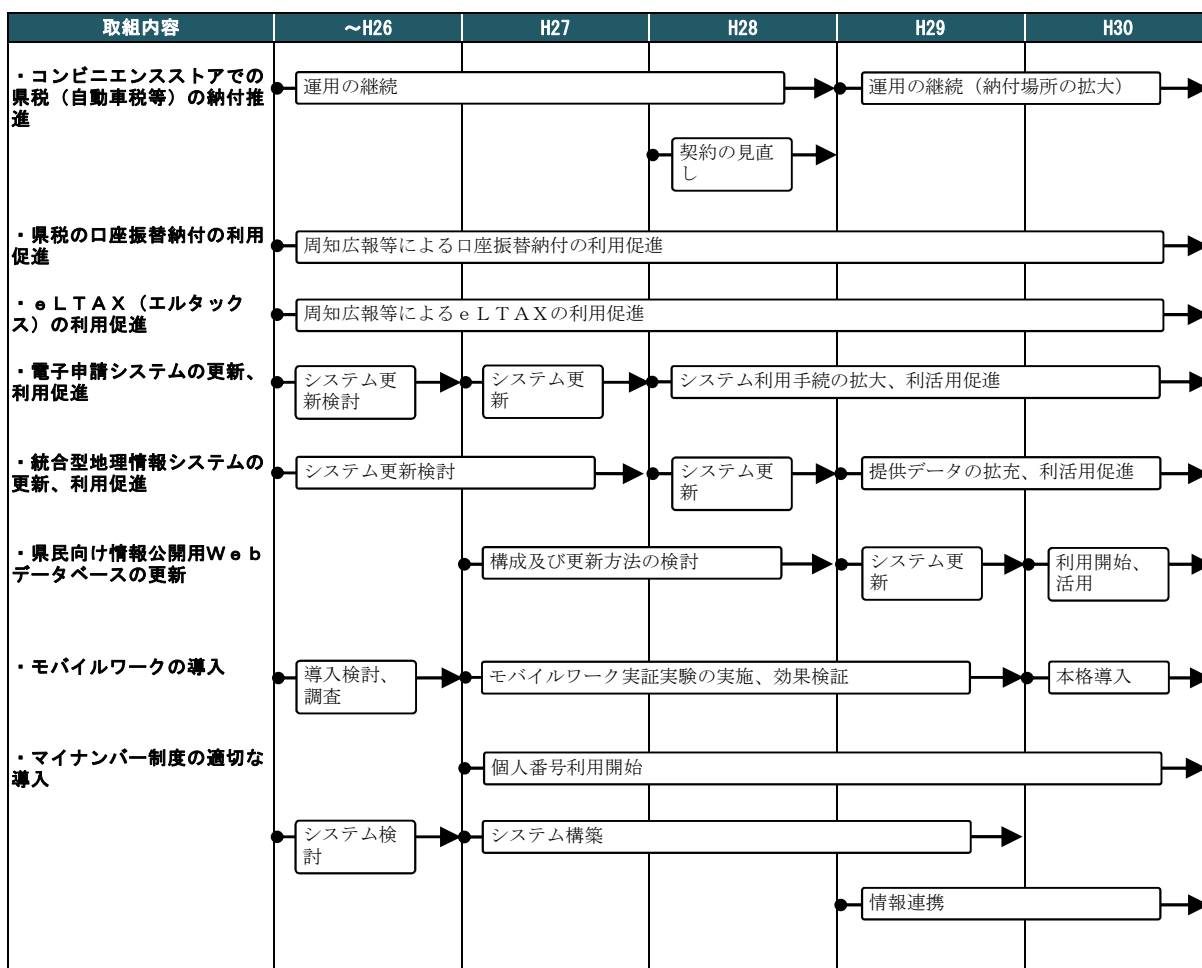 取組内容 ～H26 H27 H28 H29 H30
・コンビニエンスストアでの
県税（自動車税等）の納付推
進
運用の継続
運用の継続（納付場所の拡大）
契約の見直
し
・県税の口座振替納付の利用
促進
周知広報等による口座振替納付の利用促進
・ｅＬＴＡＸ（エルタック
ス）の利用促進
周知広報等によるｅＬＴＡＸの利用促進
・電子申請システムの更新、
利用促進
システム更
新検討
システム更
新
システム利用手続の拡大、利活用促進
・統合型地理情報システムの
更新、利用促進
システム更新検討
システム更
新
提供データの拡充、利活用促進
・県民向け情報公開用Ｗｅｂ
データベースの更新
構成及び更新方法の検討
システム更
新
利用開始、
活用
・モバイルワークの導入
導入検討、
調査
モバイルワーク実証実験の実施、効果検証
本格導入
・マイナンバー制度の適切な
導入
個人番号利用開始
システム検
討
システム構築
情報連携